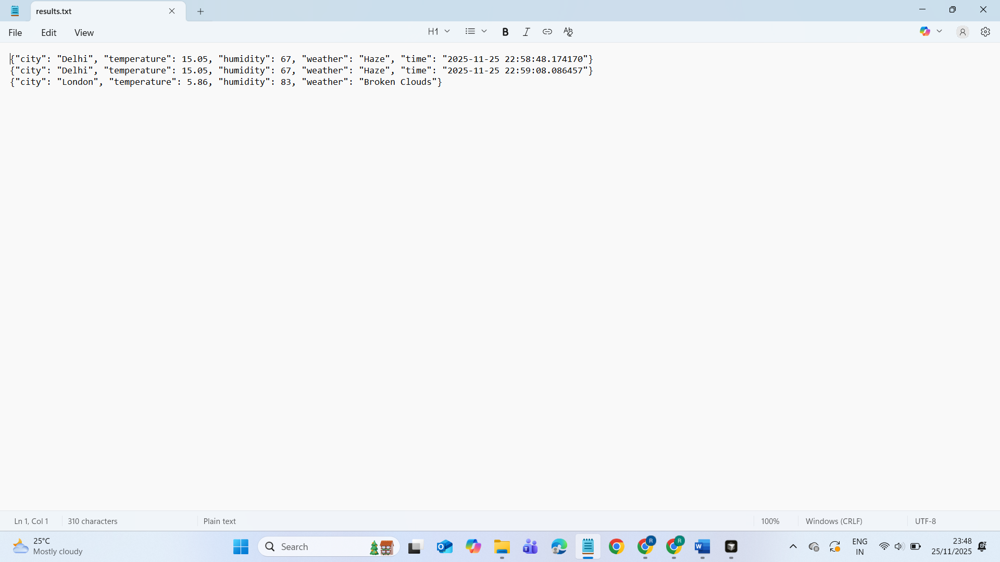 results.txt
File Edit View H1 B I
{"city": "Delhi", "temperature": 15.05, "humidity": 67, "weather": "Haze", "time": "2025-11-25 22:58:48.174170"}
{"city": "Delhi", "temperature": 15.05, "humidity": 67, "weather": "Haze", "time": "2025-11-25 22:59:08.086457"}
{"city": "London", "temperature": 5.86, "humidity": 83, "weather": "Broken Clouds"}
Ln 1, Col 1 310 characters Plain text 100% Windows (CRLF) UTF-8
25°C
Mostly cloudy
Search
ENG
IN
23:48
25/11/2025